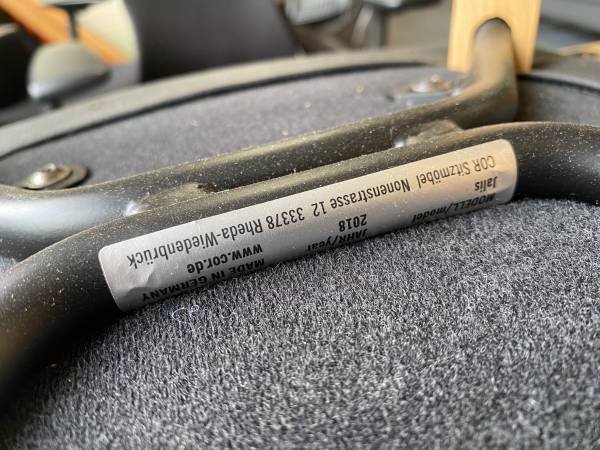 COR Sitzmöbel Nonenstrasse 12 33378 Rheda-Wiedenbrück
Jalis 2018 www.cor.de
MODELL/model JAHR/year MADE IN GERMANY